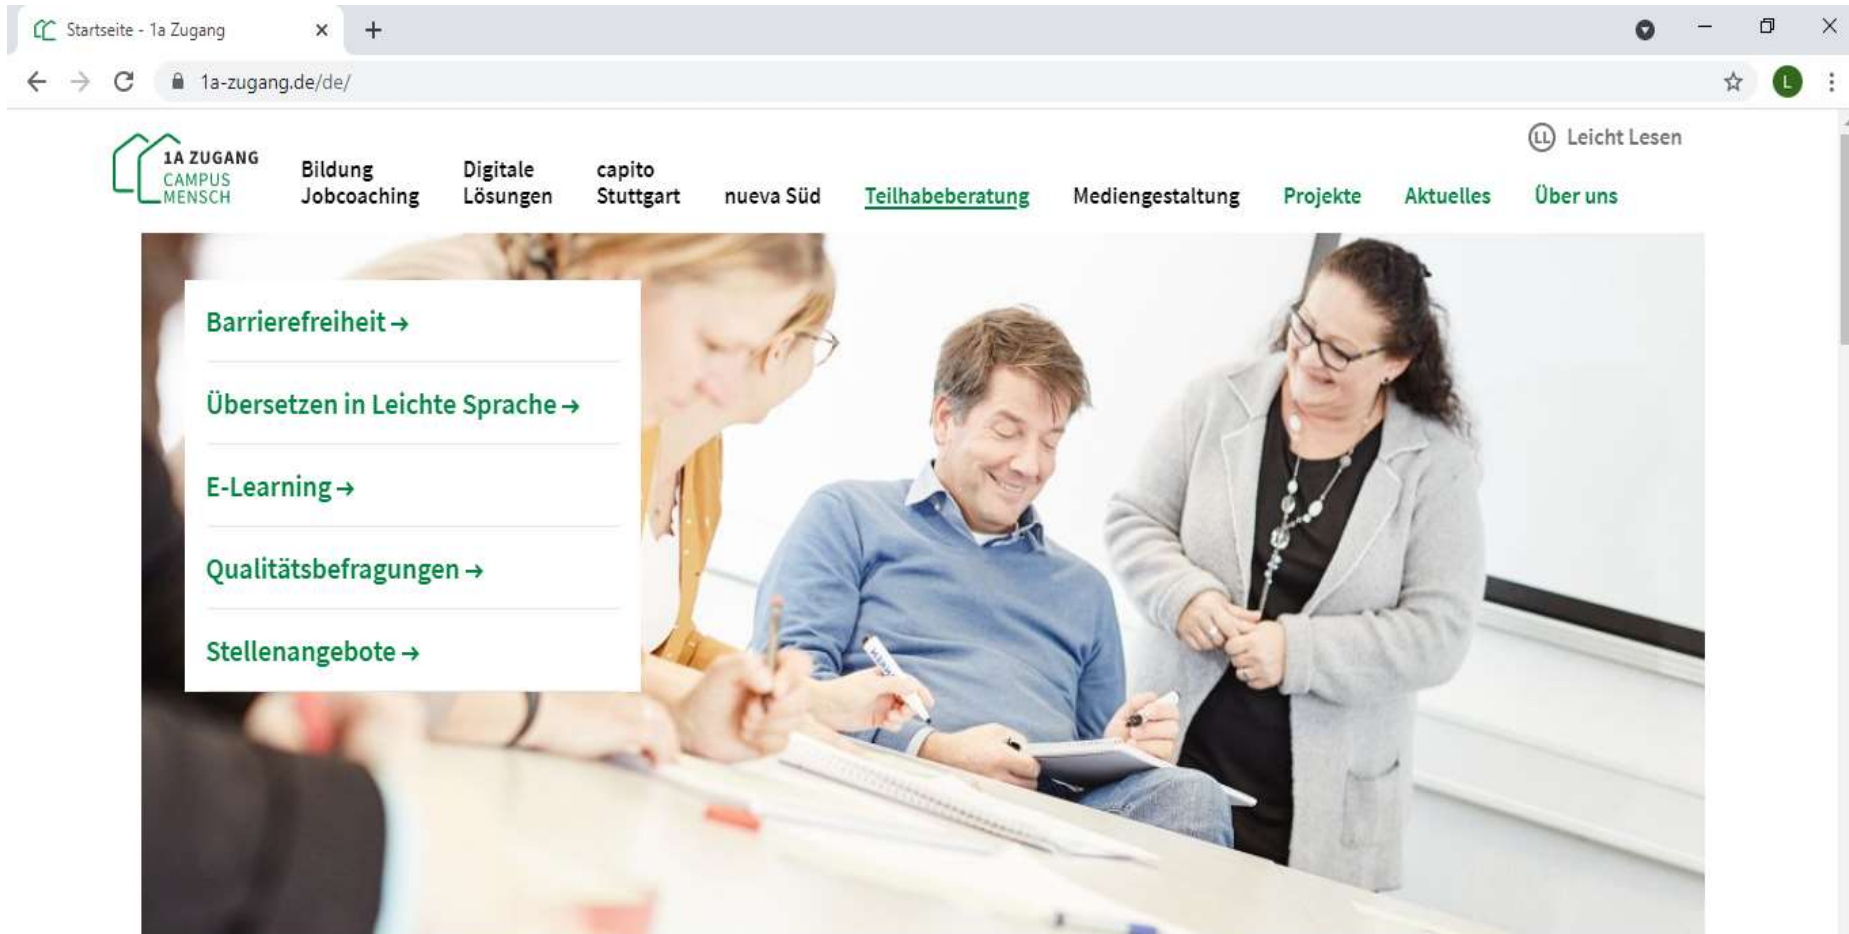 Startseite - 1a Zugang
1a-zugang.de/de/
L
LL Leicht Lesen
1A ZUGANG
CAMPUS
MENSCH
Bildung
Jobcoaching
Digitale
Lösungen
capito
Stuttgart
nueva Süd
Teilhabeberatung
Mediengestaltung
Projekte
Aktuelles
Über uns
Barrierefreiheit →
Übersetzen in Leichte Sprache →
E-Learning →
Qualitätsbefragungen →
Stellenangebote →